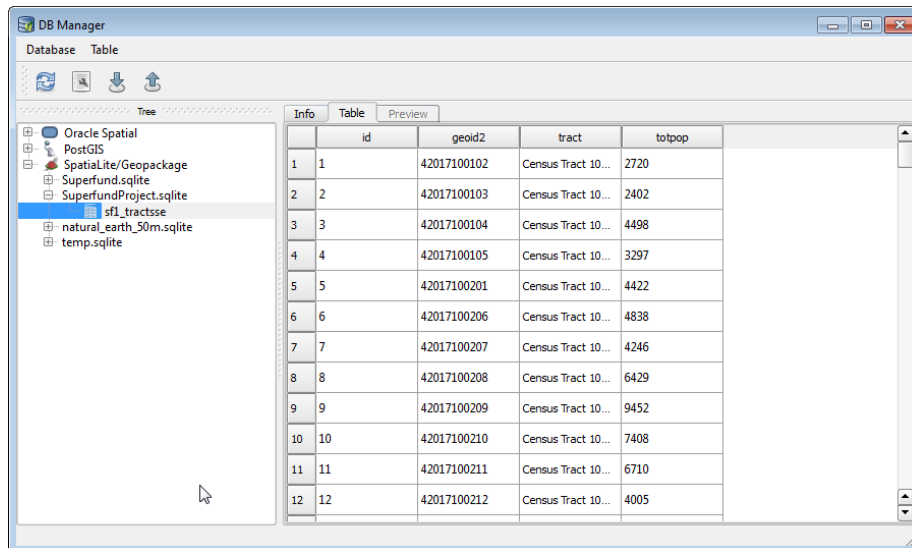 DB Manager
Database Table
Tree
Oracle Spatial
PostGIS
SpatiaLite/Geopackage
Superfund.sqlite
SuperfundProject.sqlite
sf1_tractsse
natural_earth_50m.sqlite
temp.sqlite
Info Table Preview
id geoid2 tract totpop
1 1 42017100102 Census Tract 10... 2720
2 2 42017100103 Census Tract 10... 2402
3 3 42017100104 Census Tract 10... 4498
4 4 42017100105 Census Tract 10... 3297
5 5 42017100201 Census Tract 10... 4422
6 6 42017100206 Census Tract 10... 4838
7 7 42017100207 Census Tract 10... 4246
8 8 42017100208 Census Tract 10... 6429
9 9 42017100209 Census Tract 10... 9452
10 10 42017100210 Census Tract 10... 7408
11 11 42017100211 Census Tract 10... 6710
12 12 42017100212 Census Tract 10... 4005